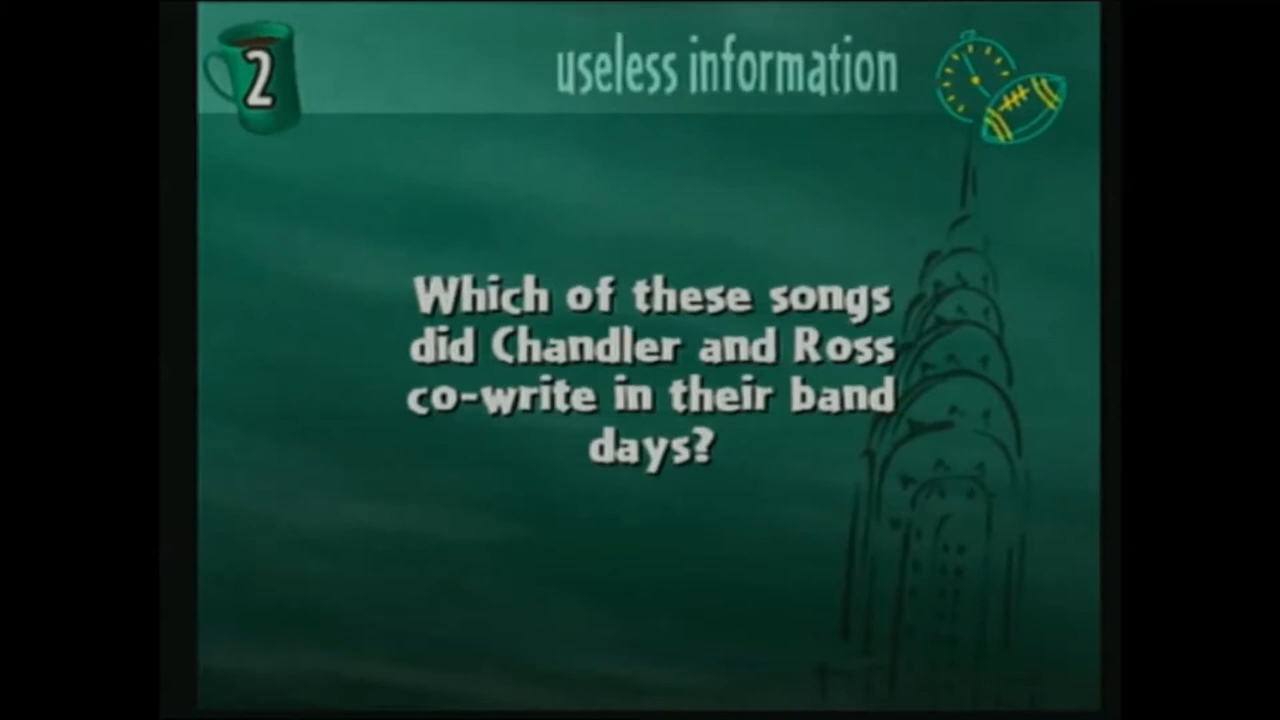 2
useless information
Which of these songs
did Chandler and Ross
co-write in their band
days?